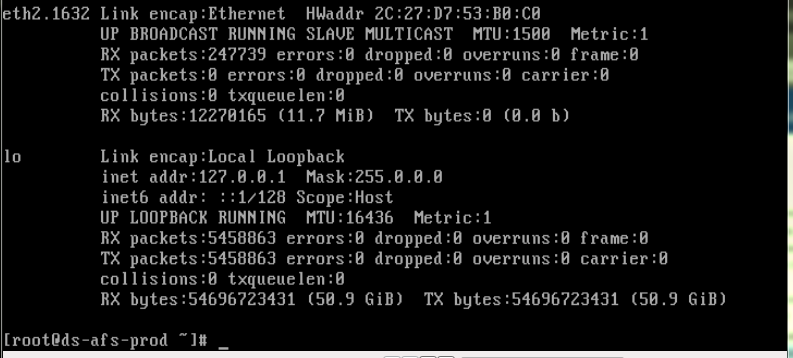 eth2.1632 Link encap:Ethernet  HWaddr 2C:27:D7:53:B0:C0
          UP BROADCAST RUNNING SLAVE MULTICAST  MTU:1500  Metric:1
          RX packets:247739 errors:0 dropped:0 overruns:0 frame:0
          TX packets:0 errors:0 dropped:0 overruns:0 carrier:0
          collisions:0 txqueuelen:0
          RX bytes:12270165 (11.7 MiB)  TX bytes:0 (0.0 b)

lo        Link encap:Local Loopback
          inet addr:127.0.0.1  Mask:255.0.0.0
          inet6 addr: ::1/128 Scope:Host
          UP LOOPBACK RUNNING  MTU:16436  Metric:1
          RX packets:5458863 errors:0 dropped:0 overruns:0 frame:0
          TX packets:5458863 errors:0 dropped:0 overruns:0 carrier:0
          collisions:0 txqueuelen:0
          RX bytes:54696723431 (50.9 GiB)  TX bytes:54696723431 (50.9 GiB)

[root@ds-afs-prod ~]# _